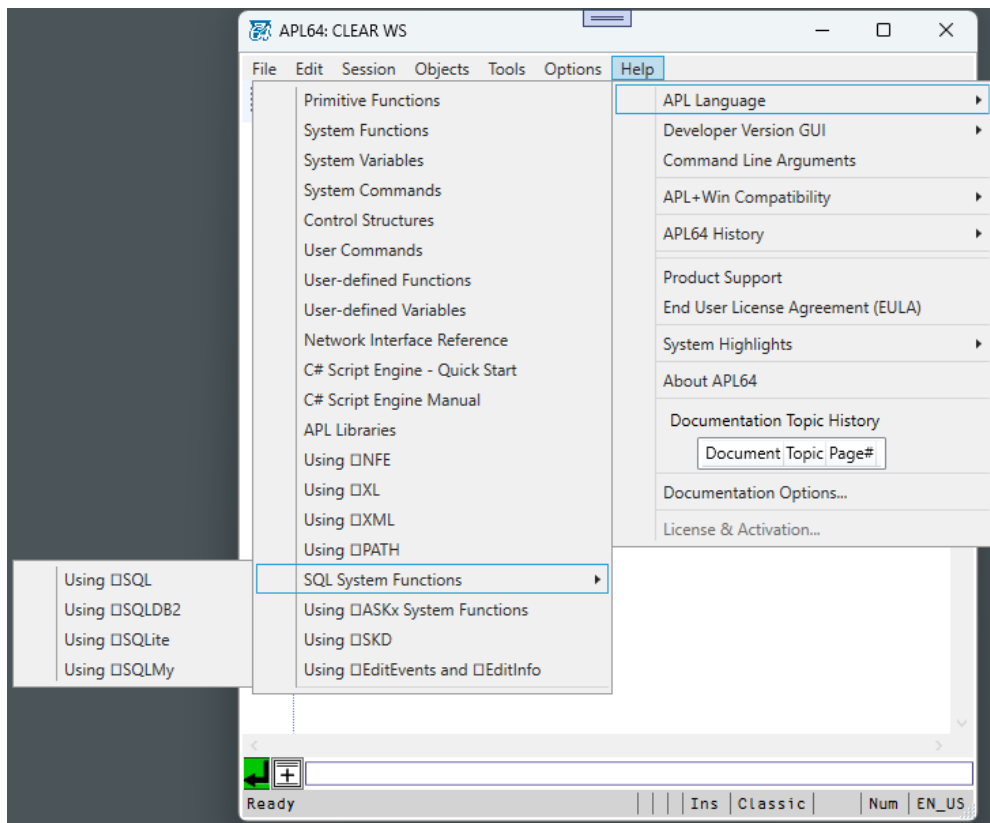 APL64: CLEAR WS
File Edit Session Objects Tools Options Help
Primitive Functions
System Functions
System Variables
System Commands
Control Structures
User Commands
User-defined Functions
User-defined Variables
Network Interface Reference
C# Script Engine - Quick Start
C# Script Engine Manual
APL Libraries
Using ⎕NFE
Using ⎕XL
Using ⎕XML
Using ⎕PATH
SQL System Functions
Using ⎕ASKx System Functions
Using ⎕SKD
Using ⎕EditEvents and ⎕EditInfo
Using ⎕SQL
Using ⎕SQLDB2
Using ⎕SQLite
Using ⎕SQLMy
APL Language
Developer Version GUI
Command Line Arguments
APL+Win Compatibility
APL64 History
Product Support
End User License Agreement (EULA)
System Highlights
About APL64
Documentation Topic History
Document Topic Page#
Documentation Options...
License & Activation...
Ready Ins Classic Num EN_US